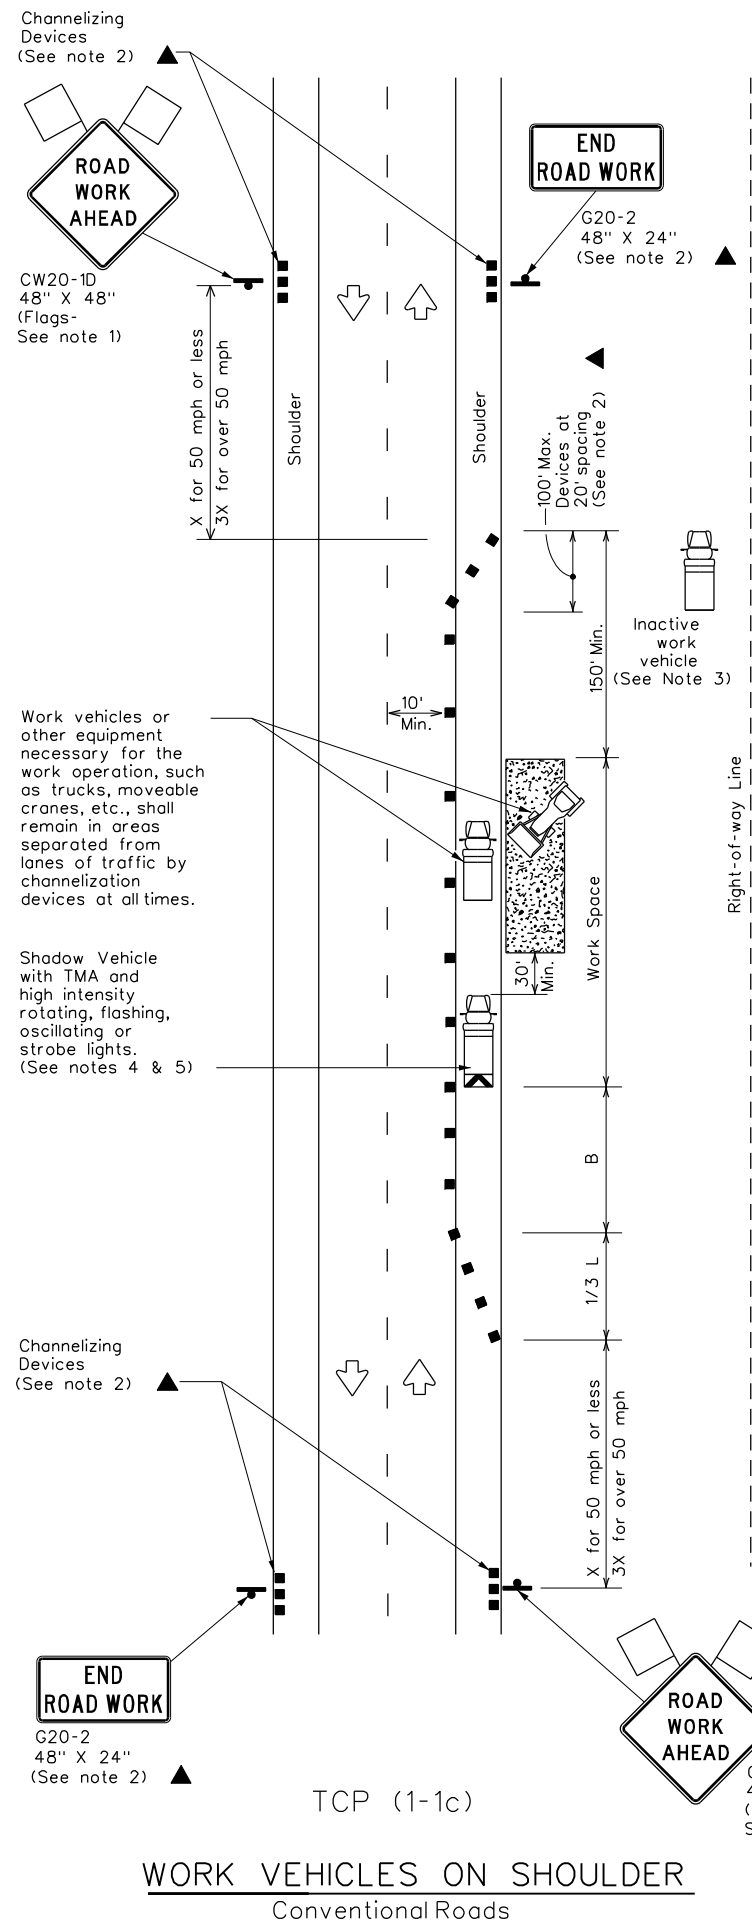 Channelizing
Devices
(See note 2)
ROAD
WORK
AHEAD
CW20-1D
48" X 48"
(Flags-
See note 1)
END
ROAD WORK
G20-2
48" X 24"
(See note 2)
X for 50 mph or less
3X for over 50 mph
Shoulder
Shoulder
100' Max.
Devices at
20' spacing
(See note 2)
Inactive
work
vehicle
(See Note 3)
150' Min.
10'
Min.
Work vehicles or
other equipment
necessary for the
work operation, such
as trucks, moveable
cranes, etc., shall
remain in areas
separated from
lanes of traffic by
channelization
devices at all times.
Right-of-way Line
Work Space
Shadow Vehicle
with TMA and
high intensity
rotating, flashing,
oscillating or
strobe lights.
(See notes 4 & 5)
30'
Min.
B
1/3 L
Channelizing
Devices
(See note 2)
X for 50 mph or less
3X for over 50 mph
END
ROAD WORK
G20-2
48" X 24"
(See note 2)
ROAD
WORK
AHEAD
TCP (1-1c)
WORK VEHICLES ON SHOULDER
Conventional Roads